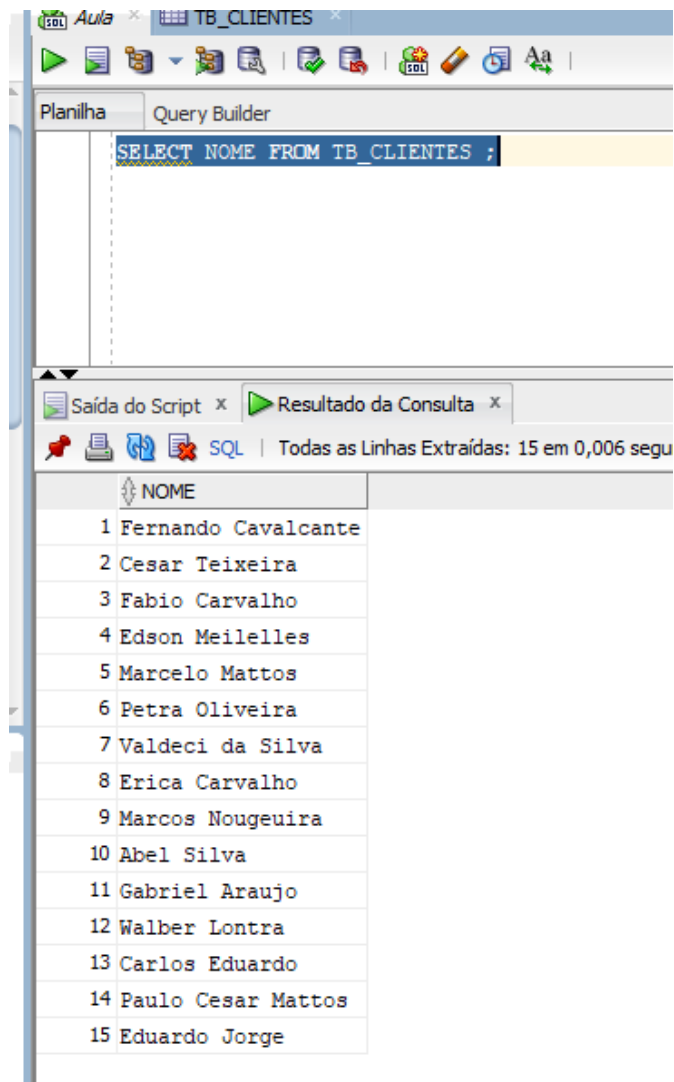 SQL Aula TB_CLIENTES
SQL Aa
Planilha Query Builder
SELECT NOME FROM TB_CLIENTES ;
Saída do Script x Resultado da Consulta x
SQL | Todas as Linhas Extraídas: 15 em 0,006 segu
NOME
1 Fernando Cavalcante
2 Cesar Teixeira
3 Fabio Carvalho
4 Edson Meilelles
5 Marcelo Mattos
6 Petra Oliveira
7 Valdeci da Silva
8 Erica Carvalho
9 Marcos Nougeuira
10 Abel Silva
11 Gabriel Araujo
12 Walber Lontra
13 Carlos Eduardo
14 Paulo Cesar Mattos
15 Eduardo Jorge